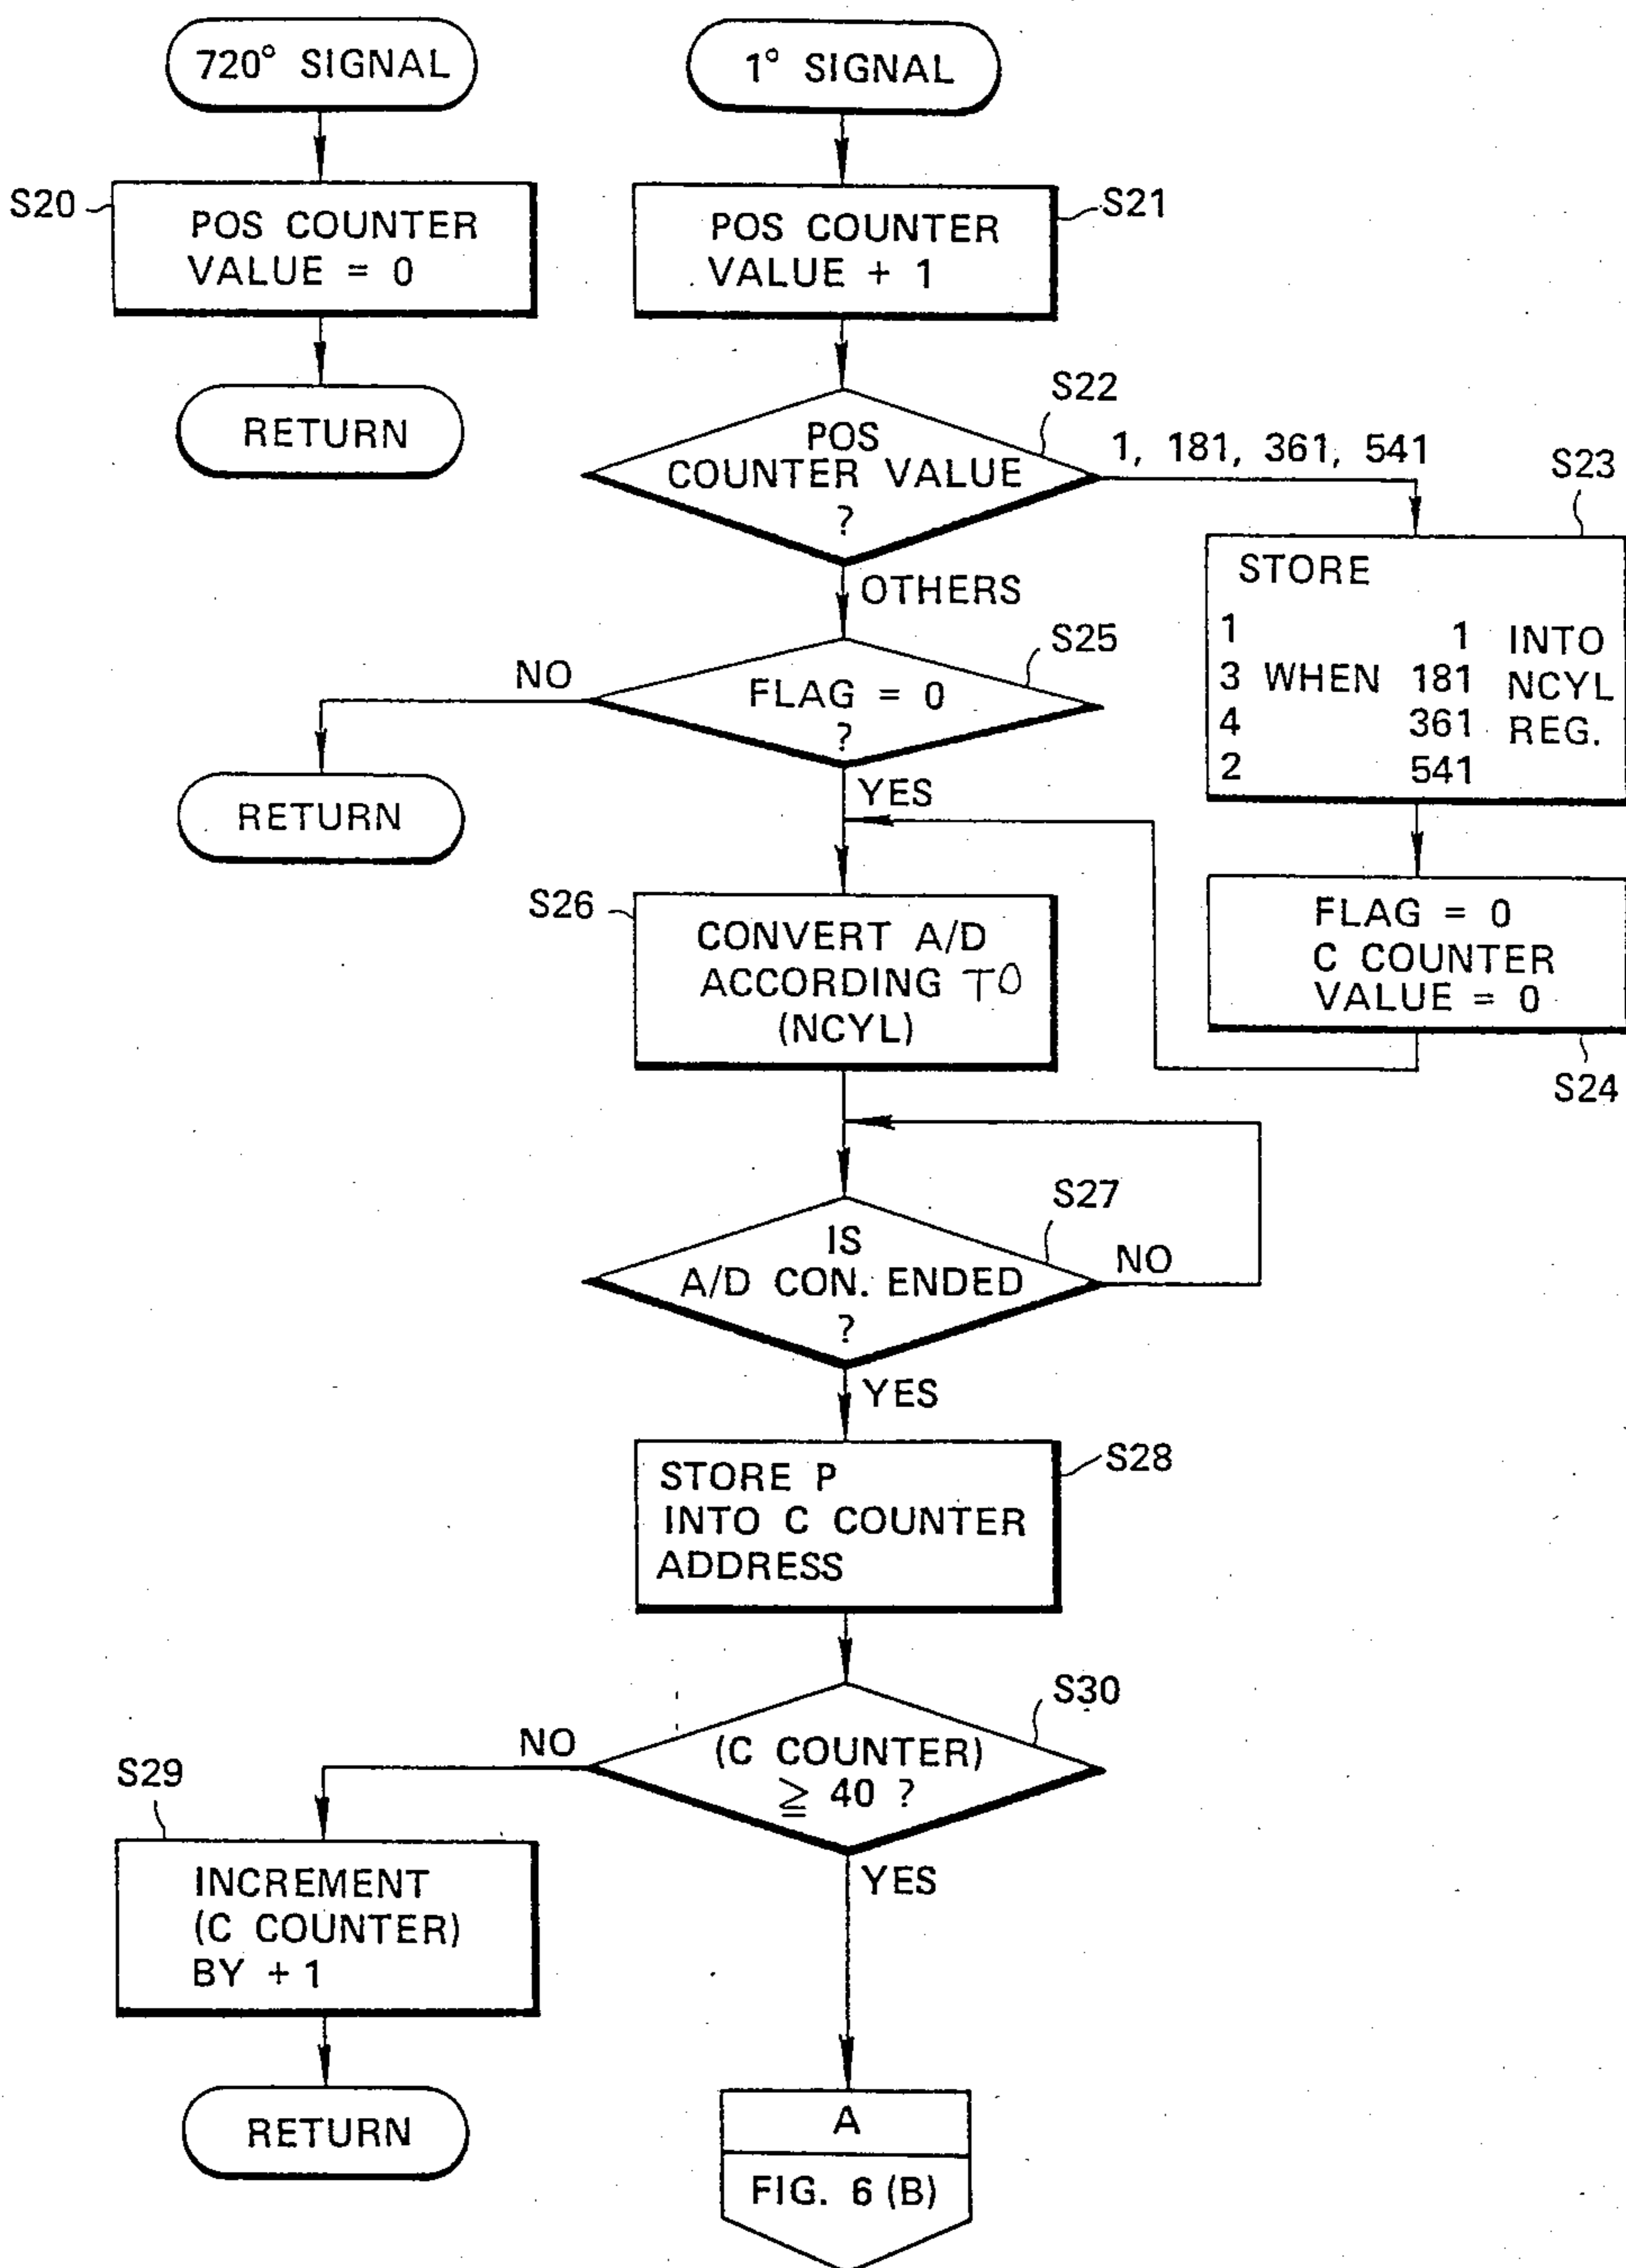 720° SIGNAL
1° SIGNAL
S20
POS COUNTER
VALUE = 0
S21
POS COUNTER
VALUE + 1
RETURN
S22
POS
COUNTER VALUE
?
1, 181, 361, 541
OTHERS
S23
STORE
1 1 INTO
3 WHEN 181 NCYL
4 361 REG.
2 541
S25
FLAG = 0
?
NO
RETURN
YES
S24
FLAG = 0
C COUNTER
VALUE = 0
S26
CONVERT A/D
ACCORDING TO
(NCYL)
S27
IS
A/D CON. ENDED
?
NO
YES
S28
STORE P
INTO C COUNTER
ADDRESS
S30
(C COUNTER)
≧ 40 ?
NO
YES
S29
INCREMENT
(C COUNTER)
BY + 1
RETURN
A
FIG. 6 (B)